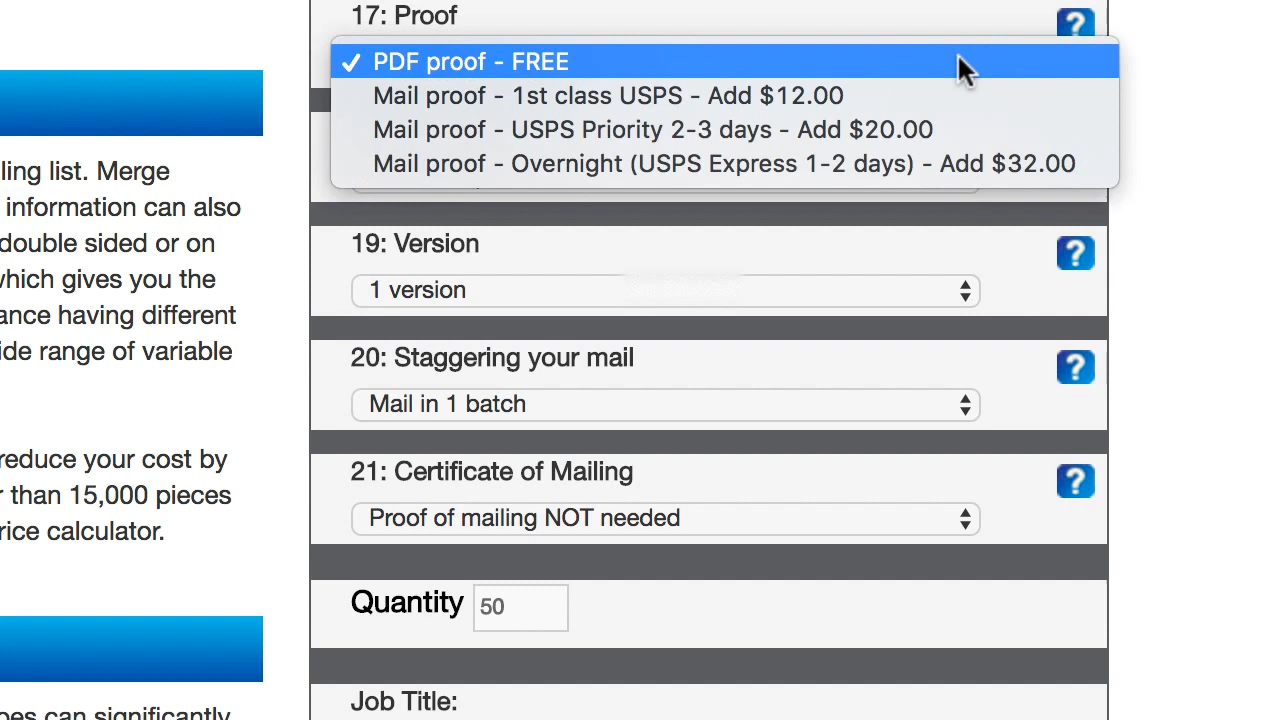 17: Proof
?
✓ PDF proof - FREE
Mail proof - 1st class USPS - Add $12.00
Mail proof - USPS Priority 2-3 days - Add $20.00
Mail proof - Overnight (USPS Express 1-2 days) - Add $32.00
ling list. Merge
information can also
double sided or on
which gives you the
ance having different
ide range of variable
reduce your cost by
r than 15,000 pieces
rice calculator.
oes can significantly
19: Version
?
1 version
20: Staggering your mail
?
Mail in 1 batch
21: Certificate of Mailing
?
Proof of mailing NOT needed
Quantity 50
Job Title: